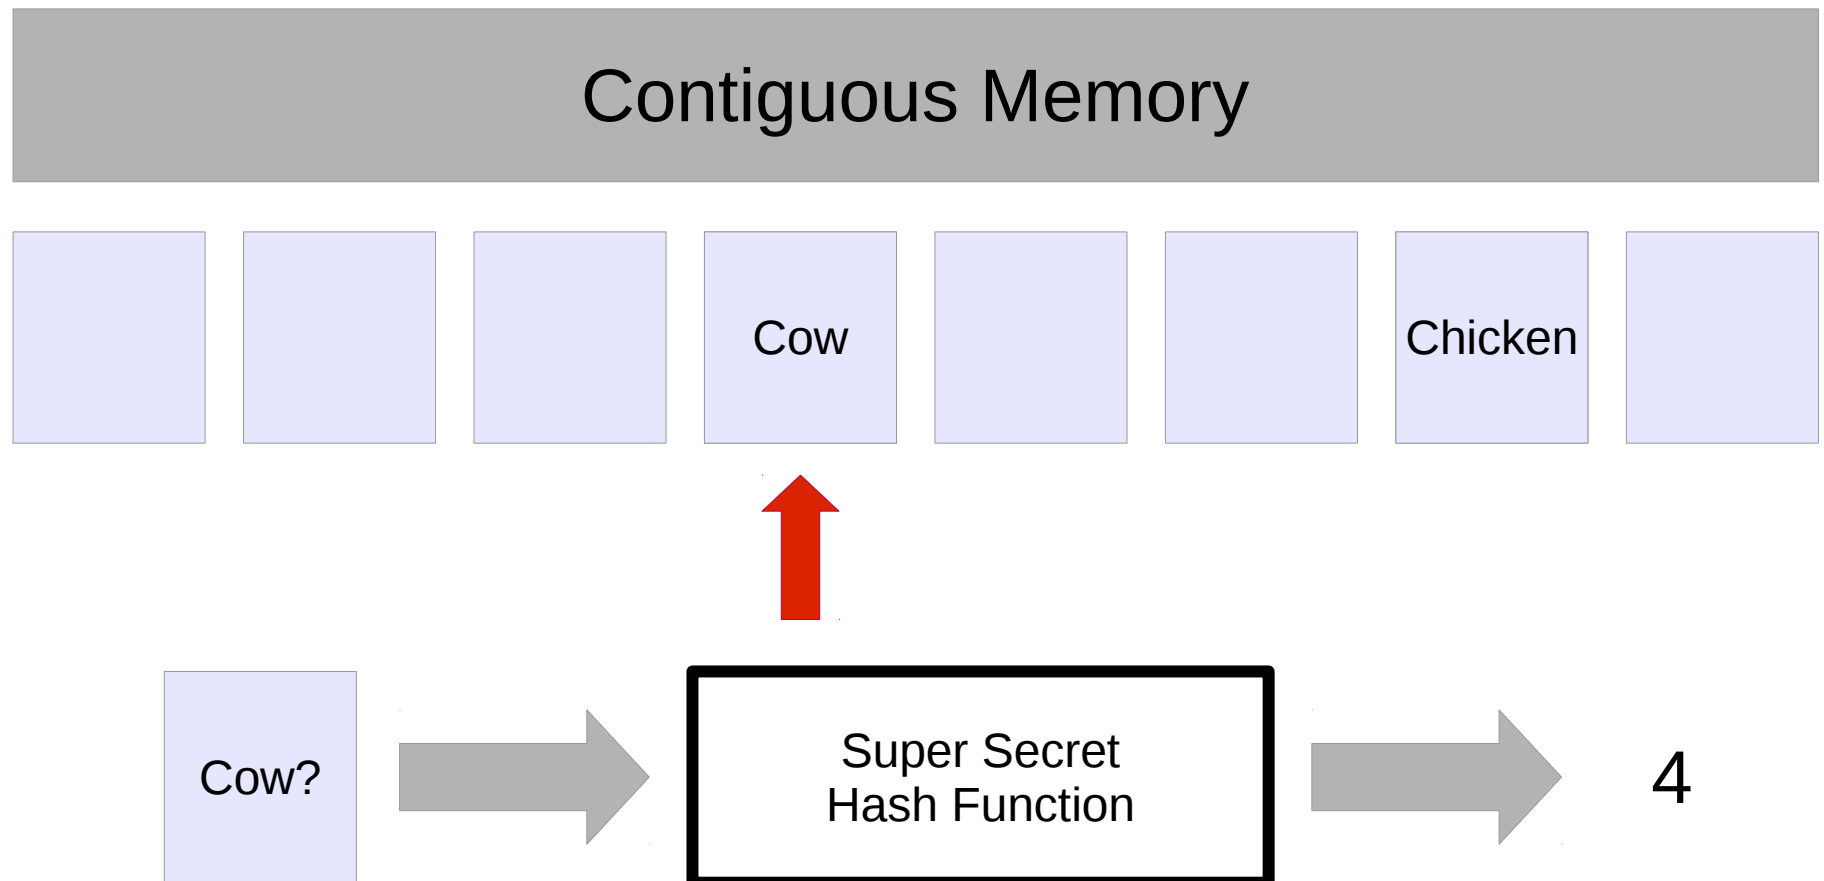 Contiguous Memory
Cow
Chicken
Cow?
Super Secret
Hash Function
4